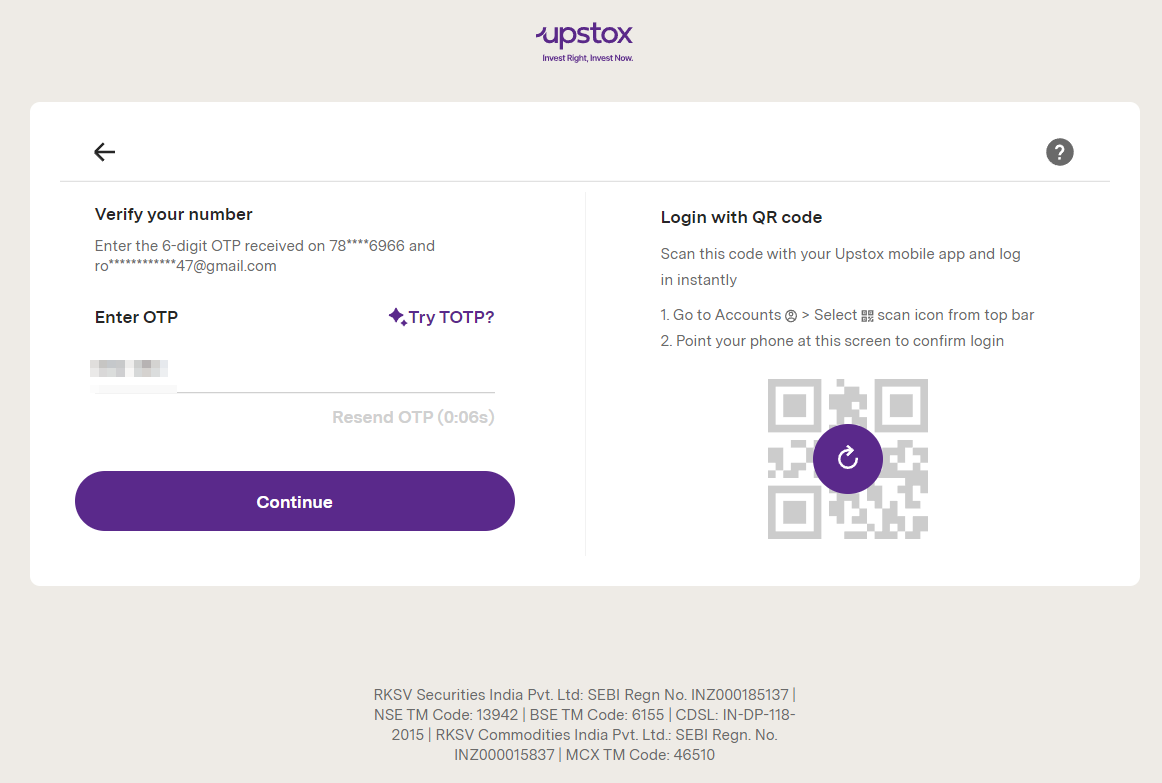 upstox
Invest Right, Invest Now.
?
Verify your number
Enter the 6-digit OTP received on 78****6966 and
ro************47@gmail.com
Enter OTP
Try TOTP?
Resend OTP (0:06s)
Continue
Login with QR code
Scan this code with your Upstox mobile app and log
in instantly
1. Go to Accounts > Select scan icon from top bar
2. Point your phone at this screen to confirm login
RKSV Securities India Pvt. Ltd: SEBI Regn No. INZ000185137 |
NSE TM Code: 13942 | BSE TM Code: 6155 | CDSL: IN-DP-118-
2015 | RKSV Commodities India Pvt. Ltd.: SEBI Regn. No.
INZ000015837 | MCX TM Code: 46510